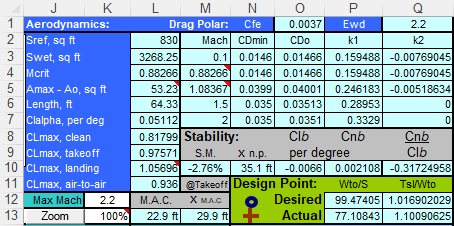 J K L M N O P Q
1 Aerodynamics: Drag Polar: Cfe 0.0037 Ewd 2.2
2 Sref, sq ft 830 Mach CDmin CDo k1 k2
3 Swet, sq ft 3268.25 0.1 0.0146 0.01466 0.159488 -0.00769045
4 Mcrit 0.88266 0.88266 0.0146 0.01466 0.159488 -0.00769045
5 Amax - Ao, sq ft 53.23 1.08367 0.0399 0.04001 0.246183 -0.00518634
6 Length, ft 64.33 1.5 0.035 0.03513 0.28953 0
7 Clalpha, per deg 0.05112 2 0.035 0.0351 0.3329 0
8 CLmax, clean 0.81799 Stability: Clb Cnb Cnb
9 CLmax, takeoff 0.97571 S.M. X n.p. per degree Clb
10 CLmax, landing 1.05696 -2.76% 35.1 ft -0.0066 0.002108 -0.31724958
11 CLmax, air-to-air 0.936 @Takeoff Design Point: Wto/S Tsl/Wto
12 Max Mach 2.2 M.A.C. X M.A.C. Desired 99.47405 1.016902029
13 Zoom 100% 22.9 ft 29.9 ft Actual 77.10843 1.10090625